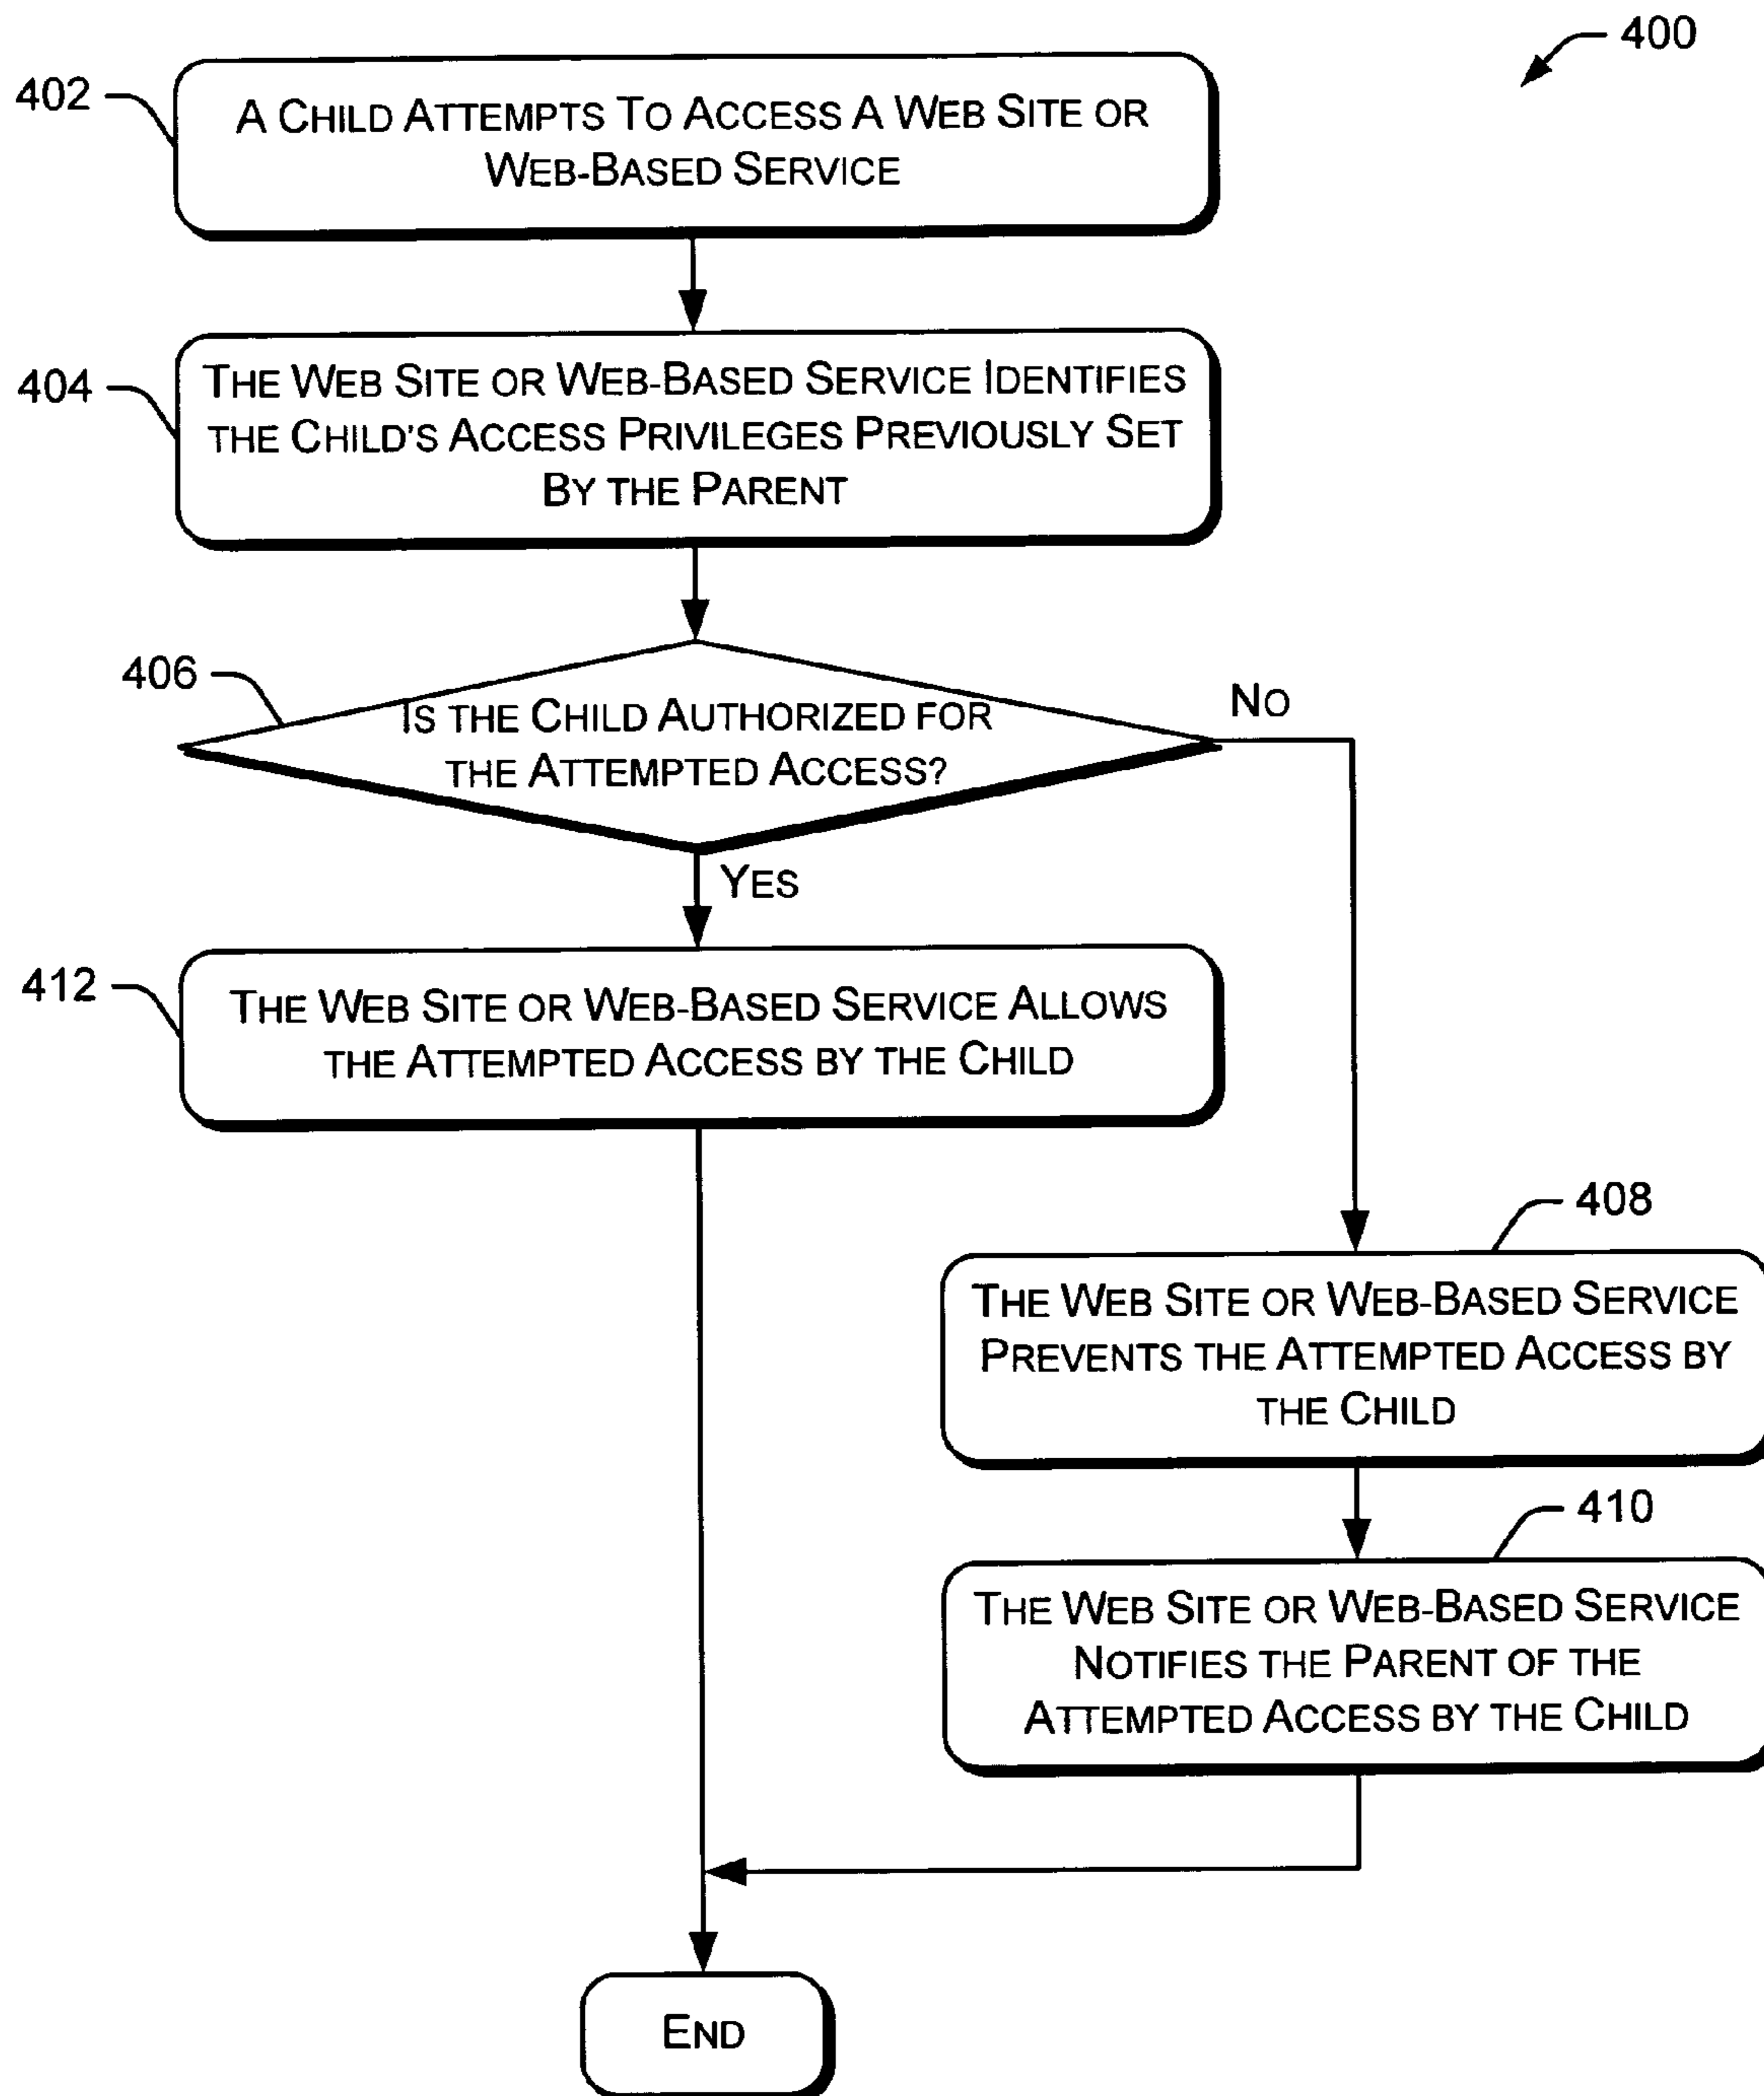 400
402
A CHILD ATTEMPTS TO ACCESS A WEB SITE OR
WEB-BASED SERVICE
404
THE WEB SITE OR WEB-BASED SERVICE IDENTIFIES
THE CHILD'S ACCESS PRIVILEGES PREVIOUSLY SET
BY THE PARENT
406
IS THE CHILD AUTHORIZED FOR
THE ATTEMPTED ACCESS?
NO
YES
412
THE WEB SITE OR WEB-BASED SERVICE ALLOWS
THE ATTEMPTED ACCESS BY THE CHILD
408
THE WEB SITE OR WEB-BASED SERVICE
PREVENTS THE ATTEMPTED ACCESS BY
THE CHILD
410
THE WEB SITE OR WEB-BASED SERVICE
NOTIFIES THE PARENT OF THE
ATTEMPTED ACCESS BY THE CHILD
END